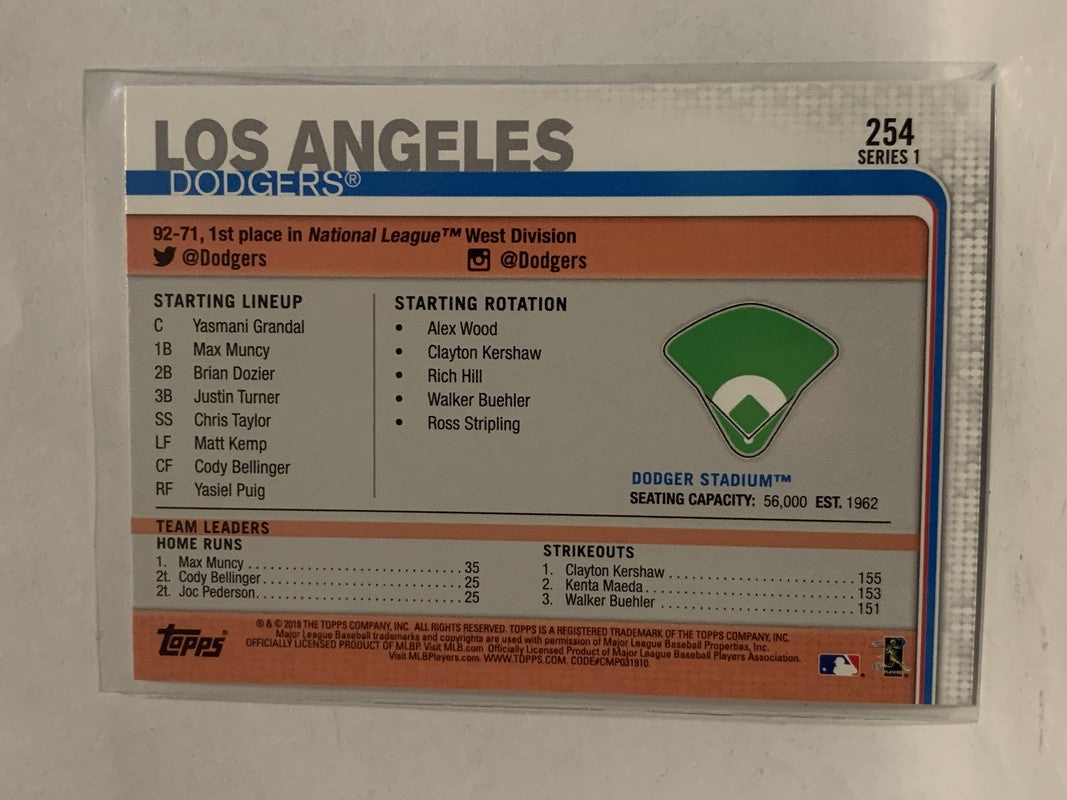 LOS ANGELES
DODGERS®
254
SERIES 1
92-71, 1st place in National League™ West Division
@Dodgers
@Dodgers
STARTING LINEUP
C Yasmani Grandal
1B Max Muncy
2B Brian Dozier
3B Justin Turner
SS Chris Taylor
LF Matt Kemp
CF Cody Bellinger
RF Yasiel Puig
STARTING ROTATION
• Alex Wood
• Clayton Kershaw
• Rich Hill
• Walker Buehler
• Ross Stripling
DODGER STADIUM™
SEATING CAPACITY: 56,000 EST. 1962
TEAM LEADERS
HOME RUNS
1. Max Muncy 35
2t. Cody Bellinger 25
2t. Joc Pederson 25
STRIKEOUTS
1. Clayton Kershaw 155
2. Kenta Maeda 153
3. Walker Buehler 151
topps
® & © 2019 THE TOPPS COMPANY, INC. ALL RIGHTS RESERVED. TOPPS IS A REGISTERED TRADEMARK OF THE TOPPS COMPANY, INC.
Major League Baseball trademarks and copyrights are used with permission of Major League Baseball Properties, Inc.
OFFICIALLY LICENSED PRODUCT OF MLBP. Visit MLB.com Officially Licensed Product of Major League Baseball Players Association.
Visit MLBPlayers.com. WWW.TOPPS.COM. CODE#CMP031910.